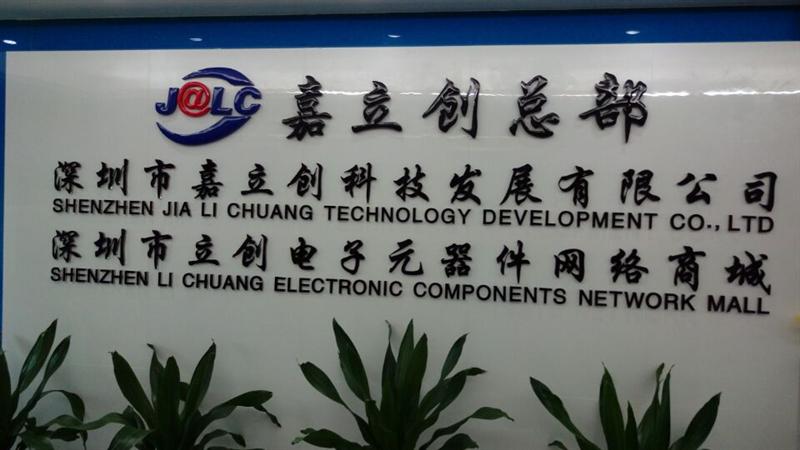 J@LC 嘉立创总部
深圳市嘉立创科技发展有限公司
SHENZHEN JIA LI CHUANG TECHNOLOGY DEVELOPMENT CO.,LTD
深圳市立创电子元器件网络商城
SHENZHEN LI CHUANG ELECTRONIC COMPONENTS NETWORK MALL